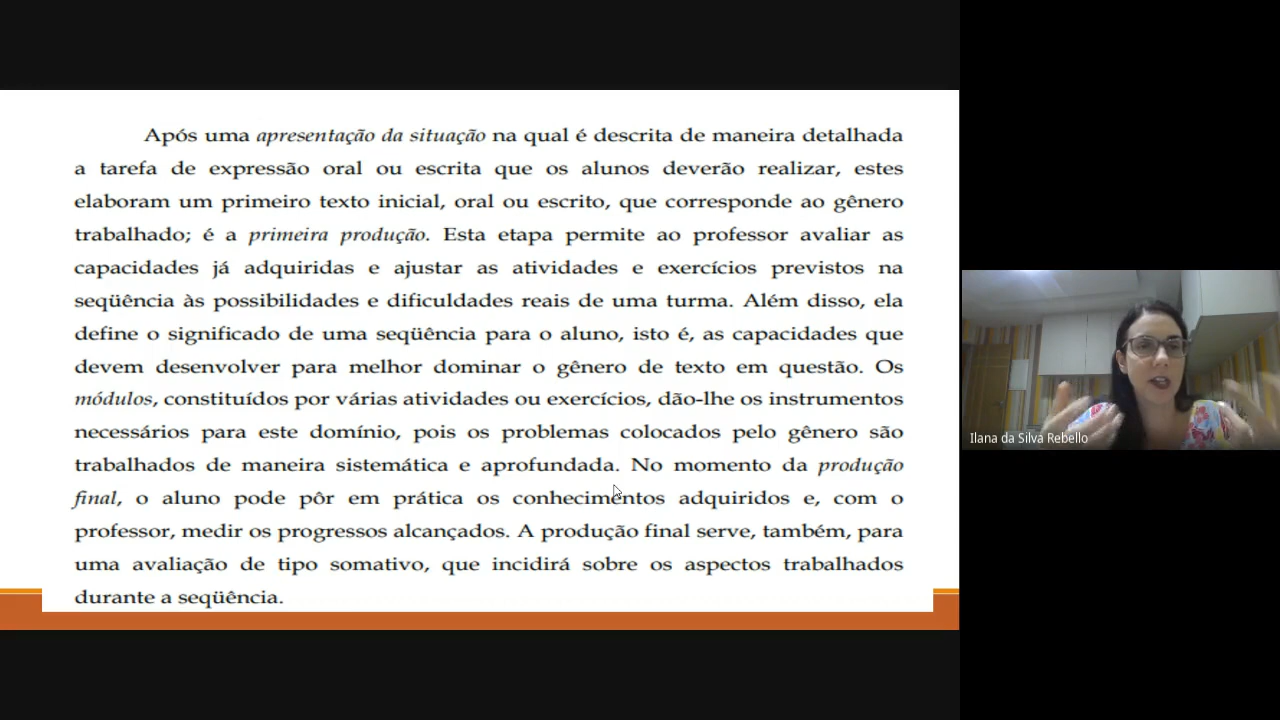 Após uma apresentação da situação na qual é descrita de maneira detalhada
a tarefa de expressão oral ou escrita que os alunos deverão realizar, estes
elaboram um primeiro texto inicial, oral ou escrito, que corresponde ao gênero
trabalhado; é a primeira produção. Esta etapa permite ao professor avaliar as
capacidades já adquiridas e ajustar as atividades e exercícios previstos na
seqüência às possibilidades e dificuldades reais de uma turma. Além disso, ela
define o significado de uma seqüência para o aluno, isto é, as capacidades que
devem desenvolver para melhor dominar o gênero de texto em questão. Os
módulos, constituídos por várias atividades ou exercícios, dão-lhe os instrumentos
necessários para este domínio, pois os problemas colocados pelo gênero são
trabalhados de maneira sistemática e aprofundada. No momento da produção
final, o aluno pode pôr em prática os conhecimentos adquiridos e, com o
professor, medir os progressos alcançados. A produção final serve, também, para
uma avaliação de tipo somativo, que incidirá sobre os aspectos trabalhados
durante a seqüência.
Ilana da Silva Rebello